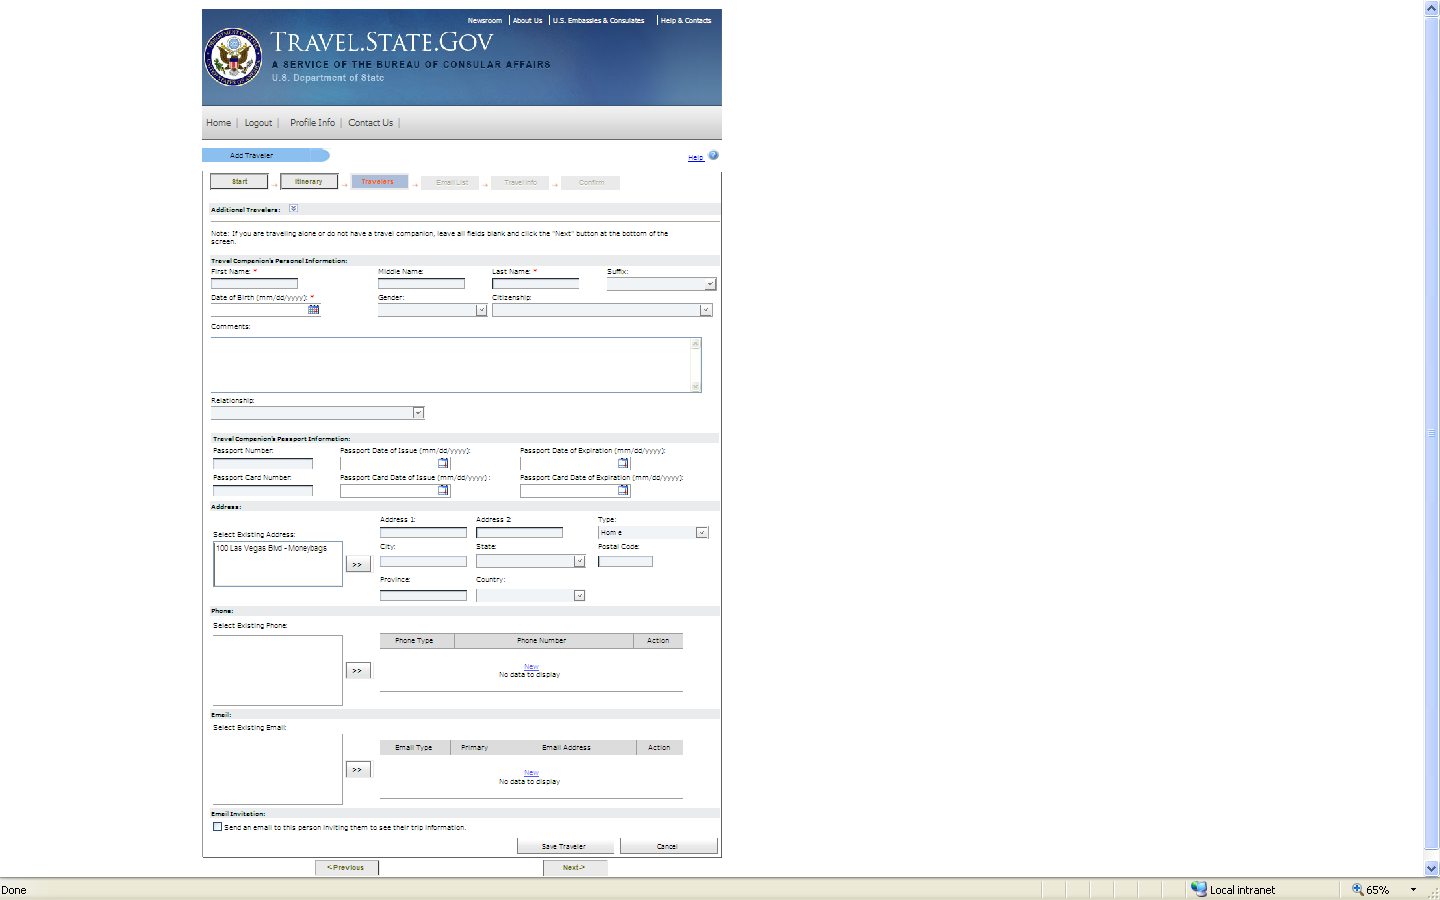 Newsroom | About Us | U.S. Embassies & Consulates | Help & Contacts
TRAVEL.STATE.GOV
A SERVICE OF THE BUREAU OF CONSULAR AFFAIRS
U.S. Department of State
Home | Logout | Profile Info | Contact Us |
Add Traveler
Help
Start Itinerary Travelers Email List Travel Info Confirm
Additional Travelers:
Note: If you are traveling alone or do not have a travel companion, leave all fields blank and click the "Next" button at the bottom of the
screen.
Travel Companion's Personal Information:
First Name: * Middle Name: Last Name: * Suffix:
Date of Birth (mm/dd/yyyy): * Gender: Citizenship:
Comments:
Relationship:
Travel Companion's Passport Information:
Passport Number: Passport Date of Issue (mm/dd/yyyy): Passport Date of Expiration (mm/dd/yyyy):
Passport Card Number: Passport Card Date of Issue (mm/dd/yyyy) : Passport Card Date of Expiration (mm/dd/yyyy):
Address:
Address 1: Address 2: Type:
Select Existing Address: Home
100 Las Vegas Blvd - Moneybags
City: State: Postal Code:
>>
Province: Country:
Phone:
Select Existing Phone:
Phone Type Phone Number Action
>>
New
No data to display
Email:
Select Existing Email:
Email Type Primary Email Address Action
>>
New
No data to display
Email Invitation:
Send an email to this person inviting them to see their trip information.
Save Traveler Cancel
< Previous Next >
Done Local intranet 65%